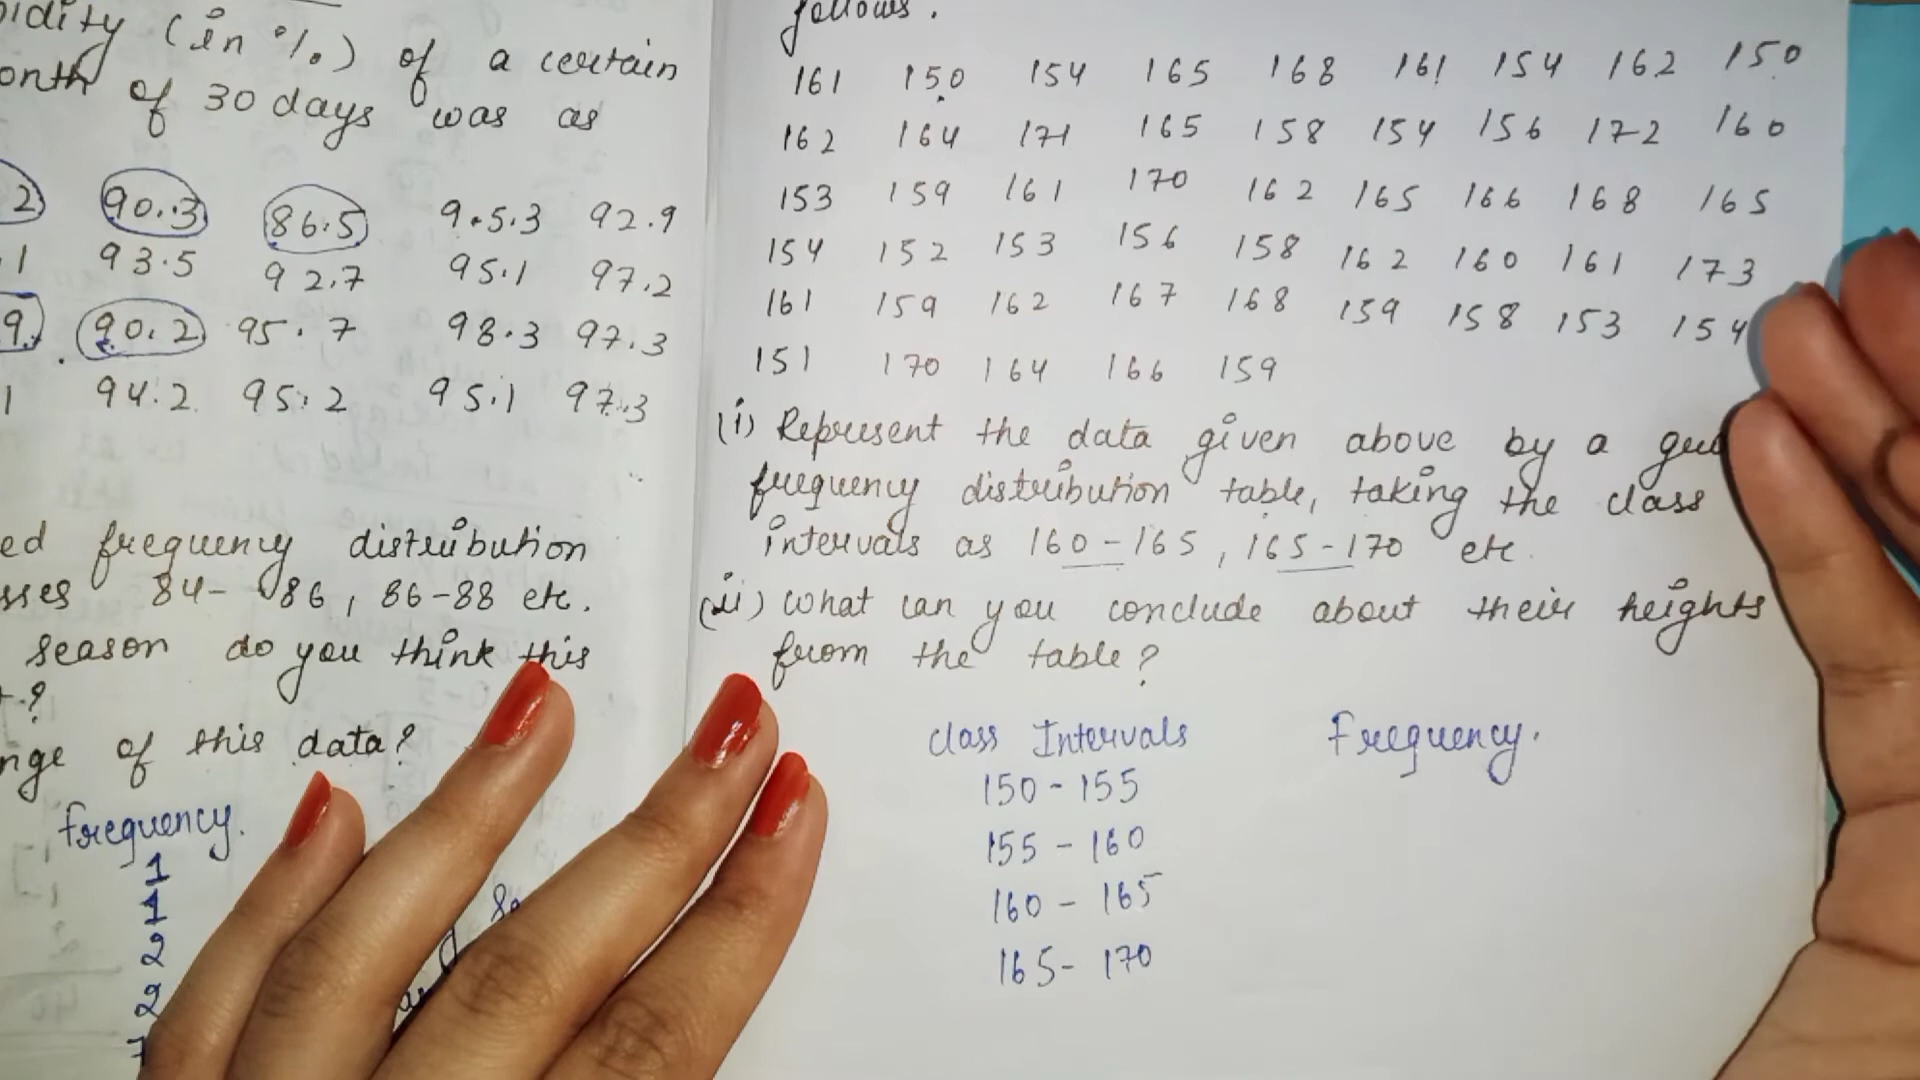 (in %) of a certain
of 30 days was as
2 90.3 86.5 95.3 92.9
1 93.5 92.7 95.1 97.2
9. 90.2 95.7 98.3 97.3
1 94.2 95.2 95.1 97.3
frequency distribution
84-86, 86-88 etc.
season do you think this
?
of this data?
frequency.
1
1
2
2
7
follows.
161 150 154 165 168 161 154 162 150
162 164 171 165 158 154 156 172 160
153 159 161 170 162 165 166 168 165
154 152 153 156 158 162 160 161 173
161 159 162 167 168 159 158 153 154
151 170 164 166 159
(i) Represent the data given above by a
frequency distribution table, taking the class
intervals as 160-165, 165-170 etc.
(ii) What can you conclude about their heights
from the table?
class Intervals Frequency.
150-155
155-160
160-165
165-170